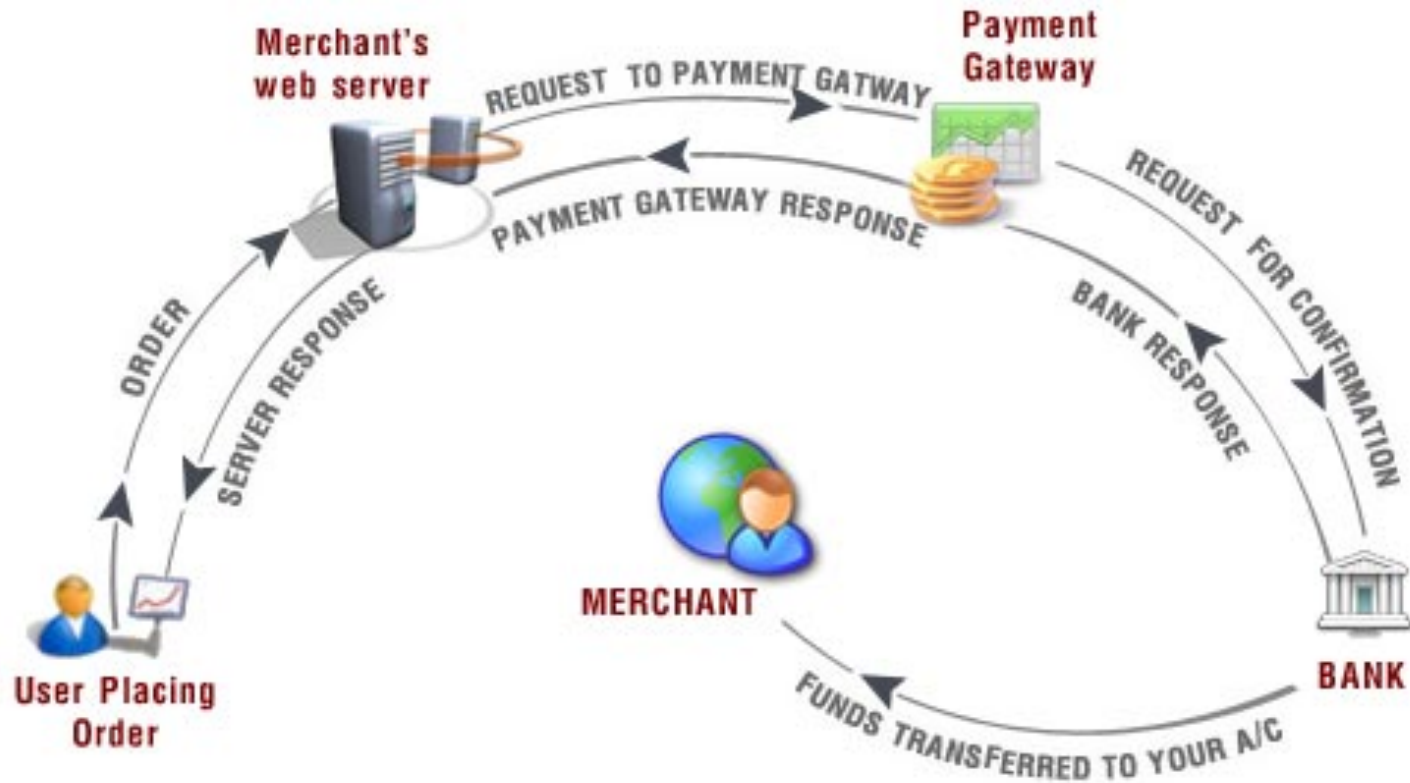 Merchant's
web server
Payment
Gateway
REQUEST TO PAYMENT GATWAY
PAYMENT GATEWAY RESPONSE
REQUEST FOR CONFIRMATION
BANK RESPONSE
ORDER
SERVER RESPONSE
MERCHANT
User Placing
Order
BANK
FUNDS TRANSFERRED TO YOUR A/C